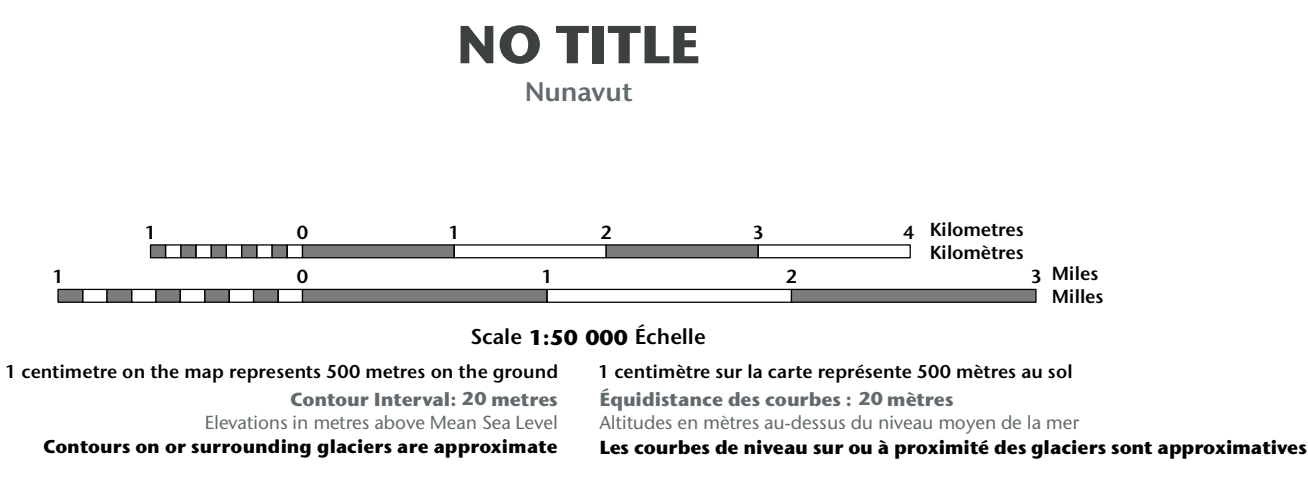 NO TITLE
Nunavut
1 0 1 2 3 4 Kilometres
Kilomètres
1 0 1 2 3 Miles
Milles
Scale 1:50 000 Échelle
1 centimetre on the map represents 500 metres on the ground
Contour Interval: 20 metres
Elevations in metres above Mean Sea Level
Contours on or surrounding glaciers are approximate
1 centimètre sur la carte représente 500 mètres au sol
Équidistance des courbes : 20 mètres
Altitudes en mètres au-dessus du niveau moyen de la mer
Les courbes de niveau sur ou à proximité des glaciers sont approximatives